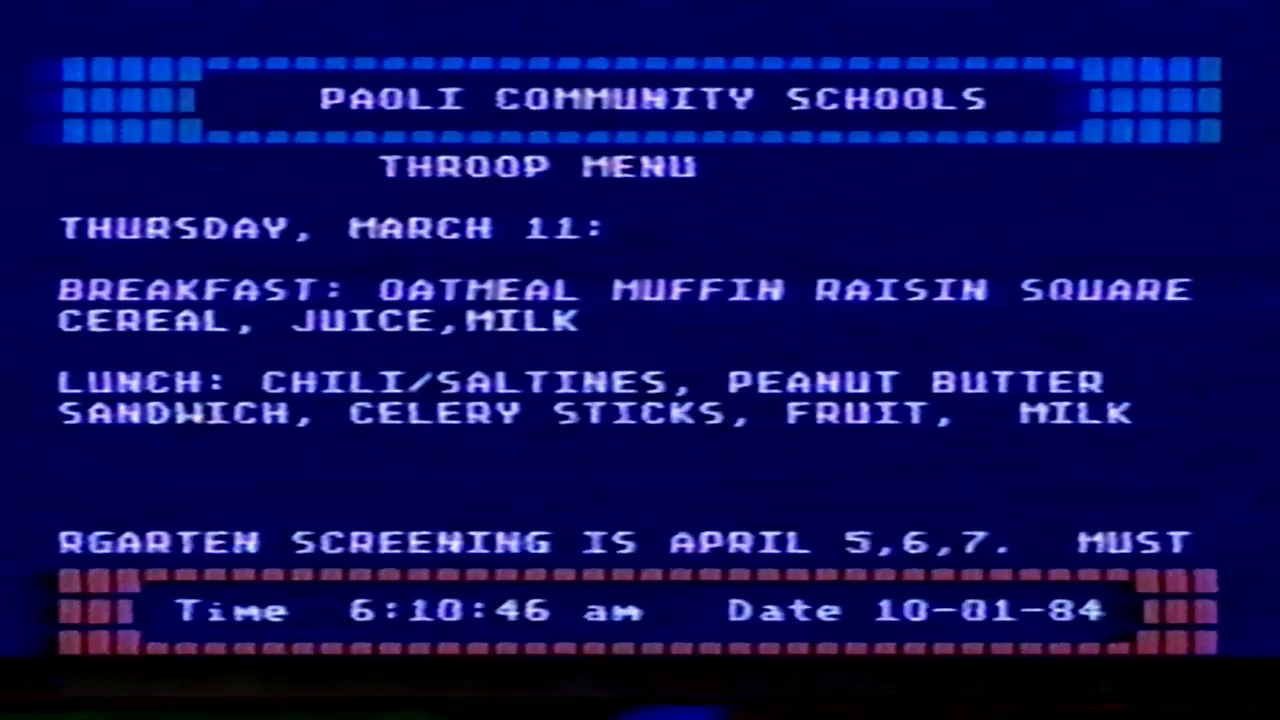 PAOLI COMMUNITY SCHOOLS
THROOP MENU
THURSDAY, MARCH 11:
BREAKFAST: OATMEAL MUFFIN RAISIN SQUARE
CEREAL, JUICE,MILK
LUNCH: CHILI/SALTINES, PEANUT BUTTER
SANDWICH, CELERY STICKS, FRUIT,  MILK
RGARTEN SCREENING IS APRIL 5,6,7.  MUST
Time  6:10:46 am   Date 10-01-84